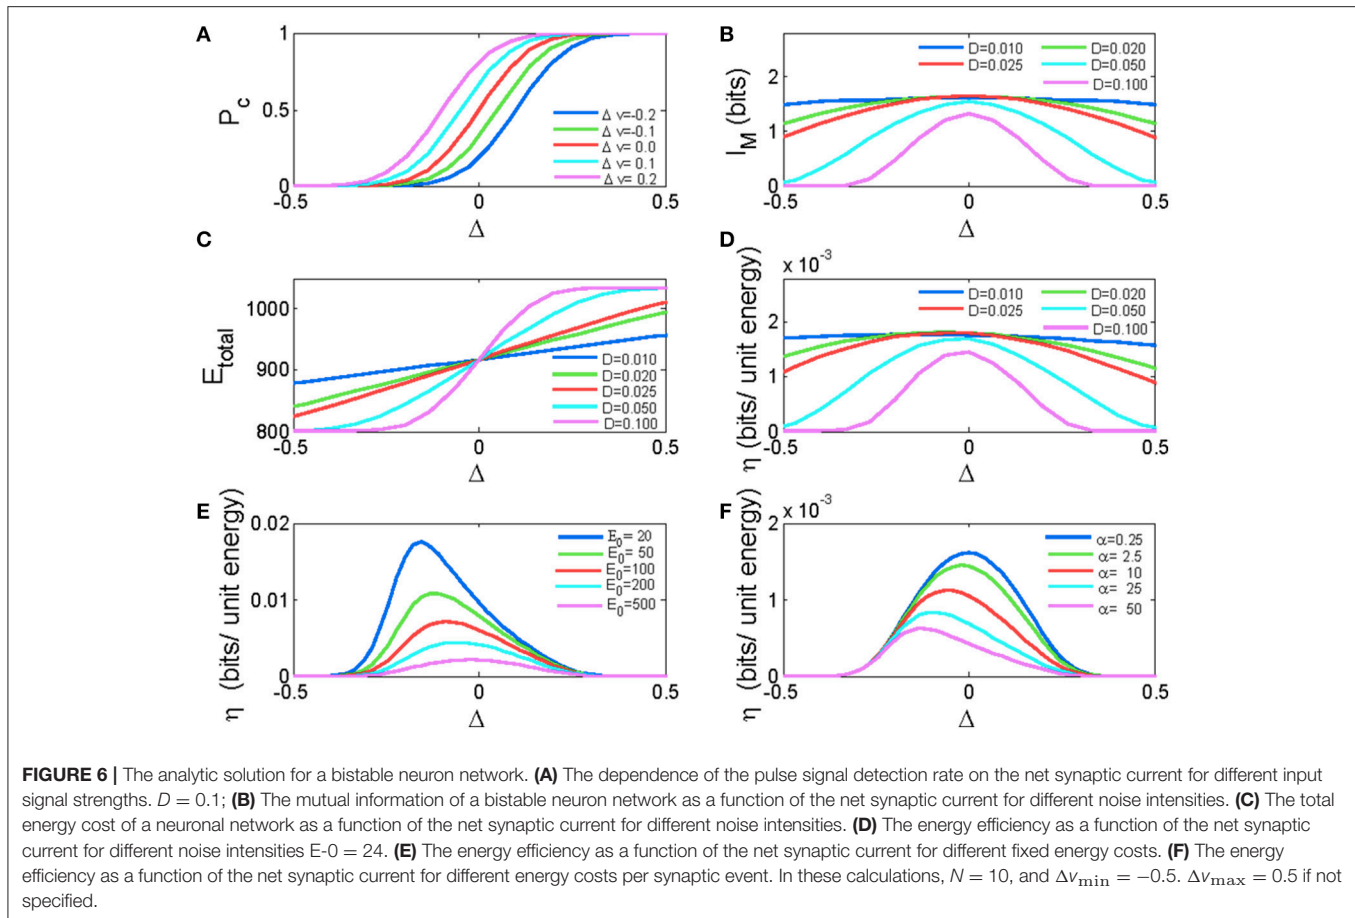 A
P_c
1
0.5
0
-0.5
0
0.5
Δ
Δ v=-0.2
Δ v=-0.1
Δ v= 0.0
Δ v= 0.1
Δ v= 0.2
B
I_M (bits)
2
1
0
-0.5
0
0.5
Δ
D=0.010
D=0.020
D=0.025
D=0.050
D=0.100
C
E_total
1000
900
800
-0.5
0
0.5
Δ
D=0.010
D=0.020
D=0.025
D=0.050
D=0.100
D
x 10⁻³
η (bits/ unit energy)
2
1
0
-0.5
0
0.5
Δ
D=0.010
D=0.020
D=0.025
D=0.050
D=0.100
E
η (bits/ unit energy)
0.02
0.01
0
-0.5
0
0.5
Δ
E₀= 20
E₀= 50
E₀=100
E₀=200
E₀=500
F
x 10⁻³
η (bits/ unit energy)
2
1
0
-0.5
0
0.5
Δ
α=0.25
α= 2.5
α= 10
α= 25
α= 50
FIGURE 6 | The analytic solution for a bistable neuron network. (A) The dependence of the pulse signal detection rate on the net synaptic current for different input
signal strengths. D = 0.1; (B) The mutual information of a bistable neuron network as a function of the net synaptic current for different noise intensities. (C) The total
energy cost of a neuronal network as a function of the net synaptic current for different noise intensities. (D) The energy efficiency as a function of the net synaptic
current for different noise intensities E-0 = 24. (E) The energy efficiency as a function of the net synaptic current for different fixed energy costs. (F) The energy
efficiency as a function of the net synaptic current for different energy costs per synaptic event. In these calculations, N = 10, and Δv_min = −0.5. Δv_max = 0.5 if not
specified.